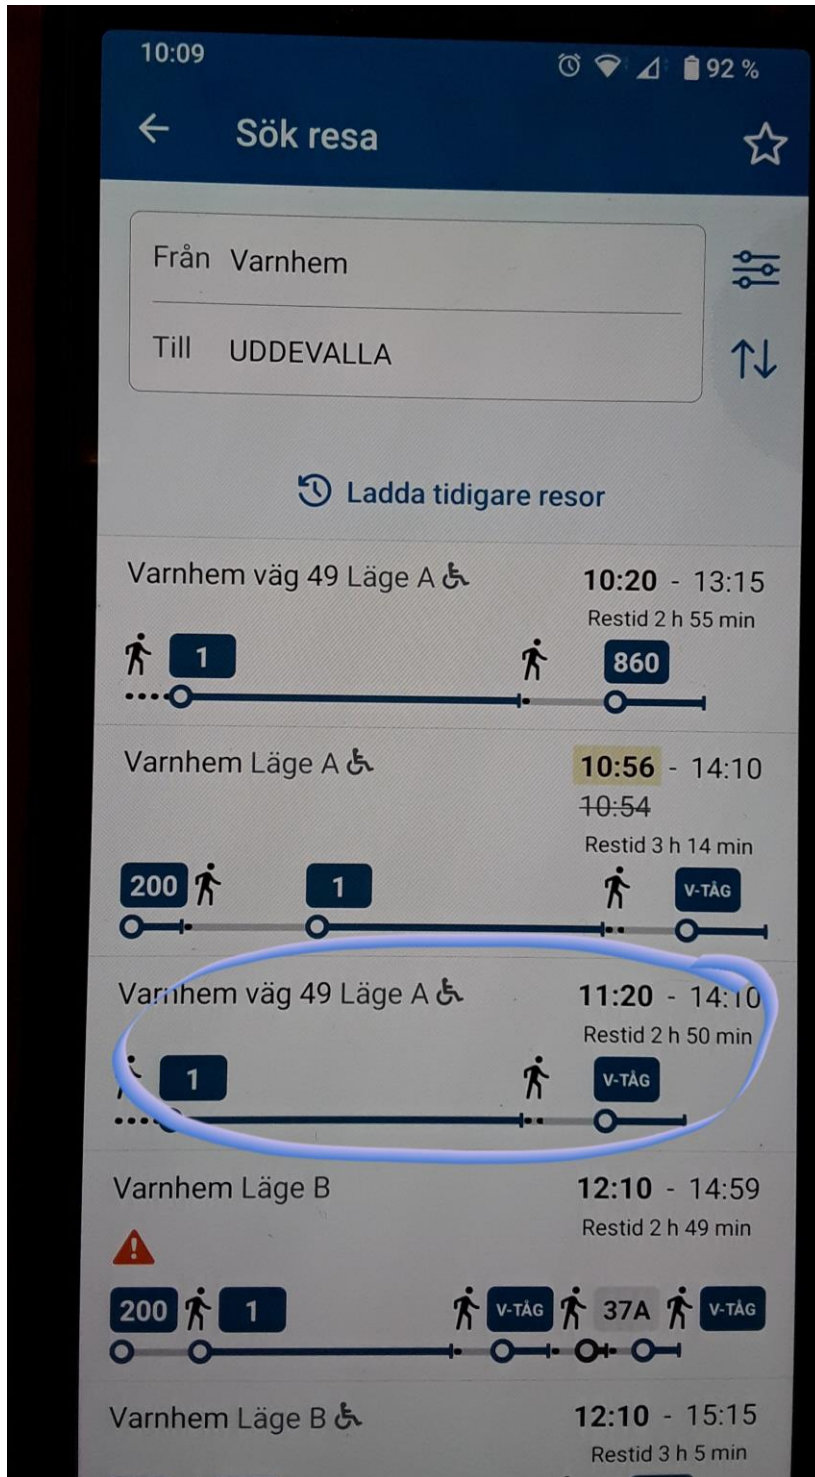 10:09 92 %
Sök resa
Från Varnhem
Till UDDEVALLA
Ladda tidigare resor
Varnhem väg 49 Läge A 10:20 - 13:15
Restid 2 h 55 min
1 860
Varnhem Läge A 10:56 - 14:10
10:54
Restid 3 h 14 min
200 1 V-TÅG
Varnhem väg 49 Läge A 11:20 - 14:10
Restid 2 h 50 min
1 V-TÅG
Varnhem Läge B 12:10 - 14:59
Restid 2 h 49 min
200 1 V-TÅG 37A V-TÅG
Varnhem Läge B 12:10 - 15:15
Restid 3 h 5 min